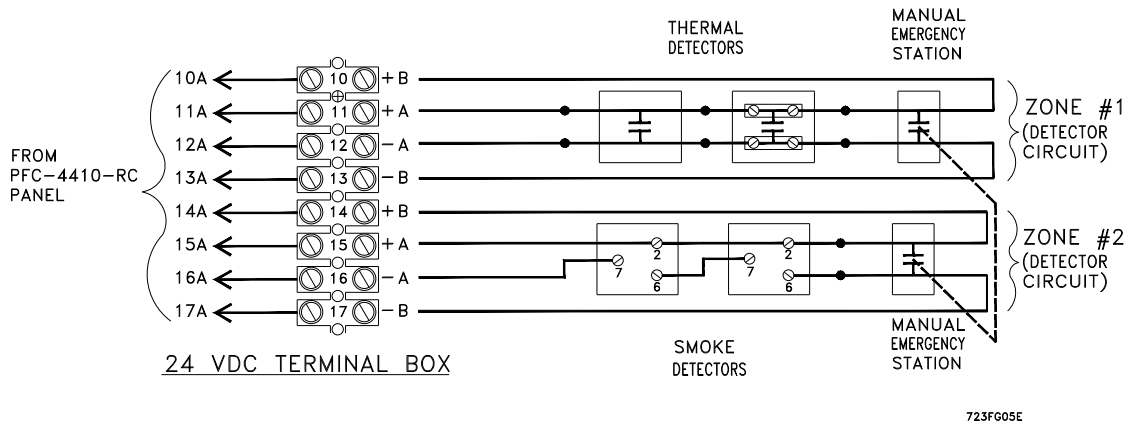 THERMAL
DETECTORS
MANUAL
EMERGENCY
STATION
10A 10 +B
11A 11 +A
12A 12 -A
13A 13 -B
14A 14 +B
15A 15 +A
16A 16 -A
17A 17 -B
FROM
PFC-4410-RC
PANEL
ZONE #1
(DETECTOR
CIRCUIT)
2
7
6
2
7
6
ZONE #2
(DETECTOR
CIRCUIT)
24 VDC TERMINAL BOX
SMOKE
DETECTORS
MANUAL
EMERGENCY
STATION
723FG05E